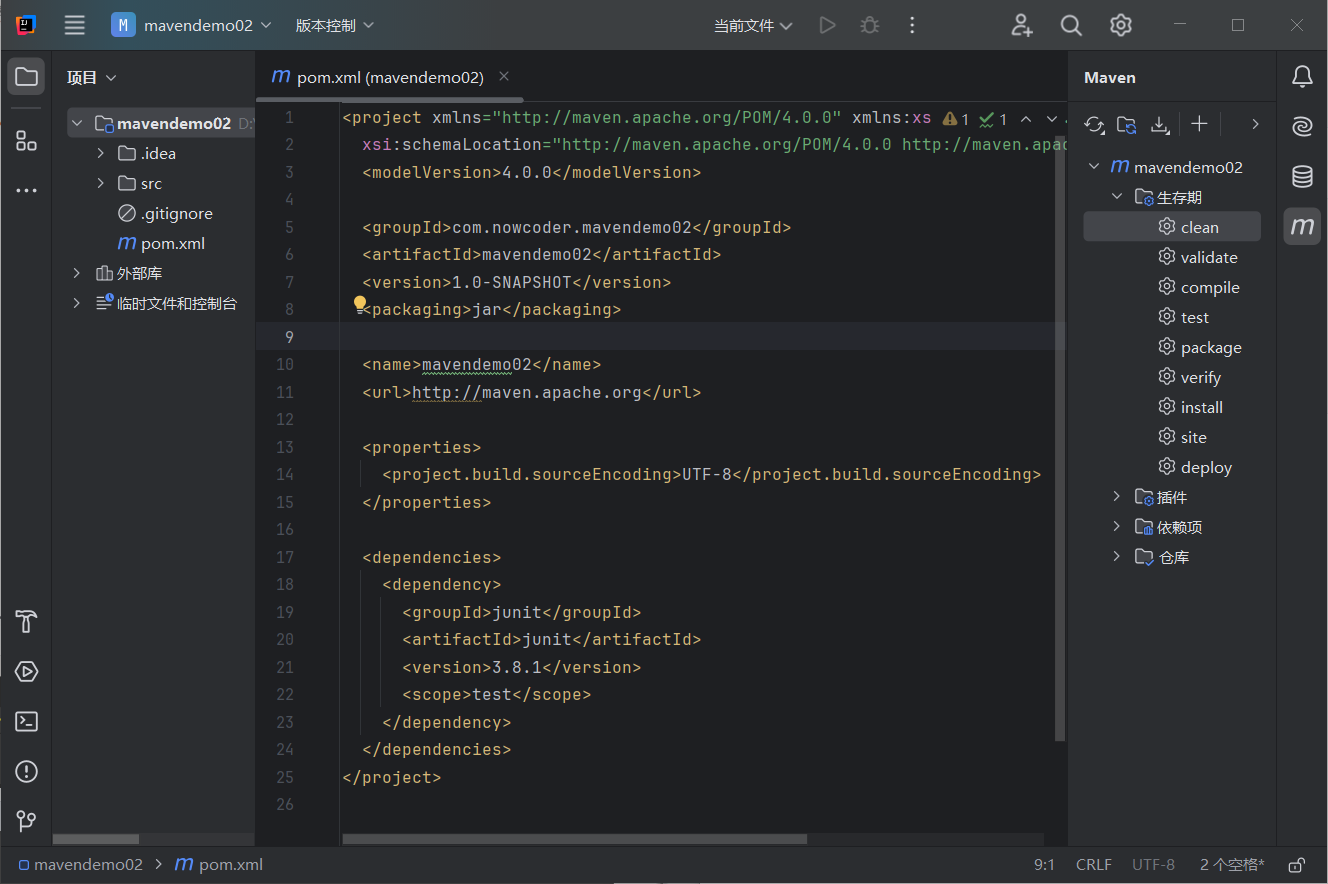 M mavendemo02 版本控制 当前文件
项目
mavendemo02 D:\
.idea
src
.gitignore
m pom.xml
外部库
临时文件和控制台
m pom.xml (mavendemo02)
1 <project xmlns="http://maven.apache.org/POM/4.0.0" xmlns:xs 1 1
2 xsi:schemaLocation="http://maven.apache.org/POM/4.0.0 http://maven.apac
3 <modelVersion>4.0.0</modelVersion>
4
5 <groupId>com.nowcoder.mavendemo02</groupId>
6 <artifactId>mavendemo02</artifactId>
7 <version>1.0-SNAPSHOT</version>
8 <packaging>jar</packaging>
9
10 <name>mavendemo02</name>
11 <url>http://maven.apache.org</url>
12
13 <properties>
14 <project.build.sourceEncoding>UTF-8</project.build.sourceEncoding>
15 </properties>
16
17 <dependencies>
18 <dependency>
19 <groupId>junit</groupId>
20 <artifactId>junit</artifactId>
21 <version>3.8.1</version>
22 <scope>test</scope>
23 </dependency>
24 </dependencies>
25 </project>
26
Maven
m mavendemo02
生存期
clean
validate
compile
test
package
verify
install
site
deploy
插件
依赖项
仓库
m
mavendemo02 > m pom.xml 9:1 CRLF UTF-8 2 个空格*